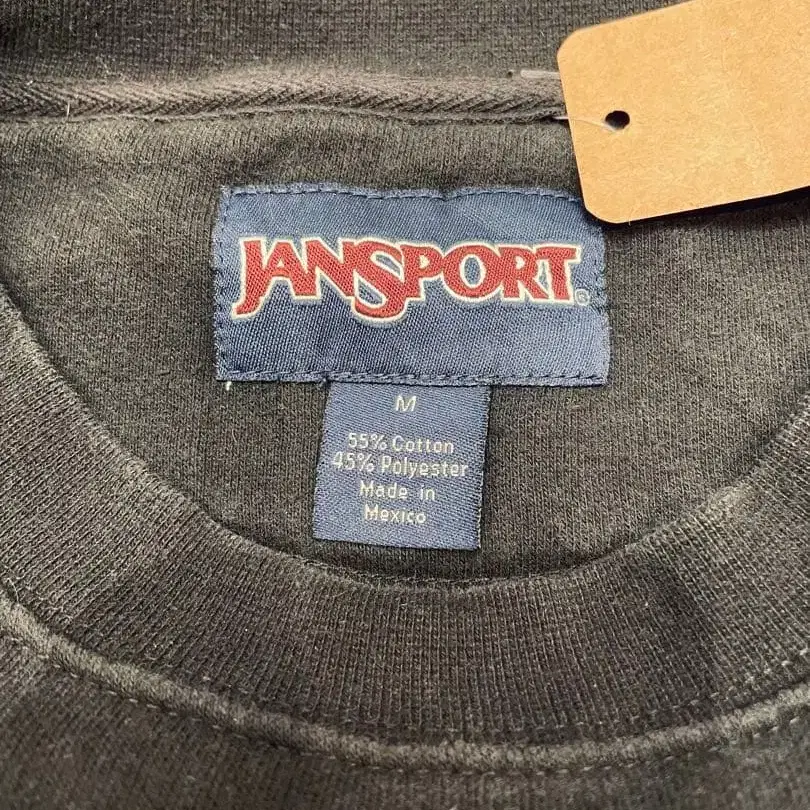 JANSPORT®
M
55% Cotton
45% Polyester
Made in
Mexico